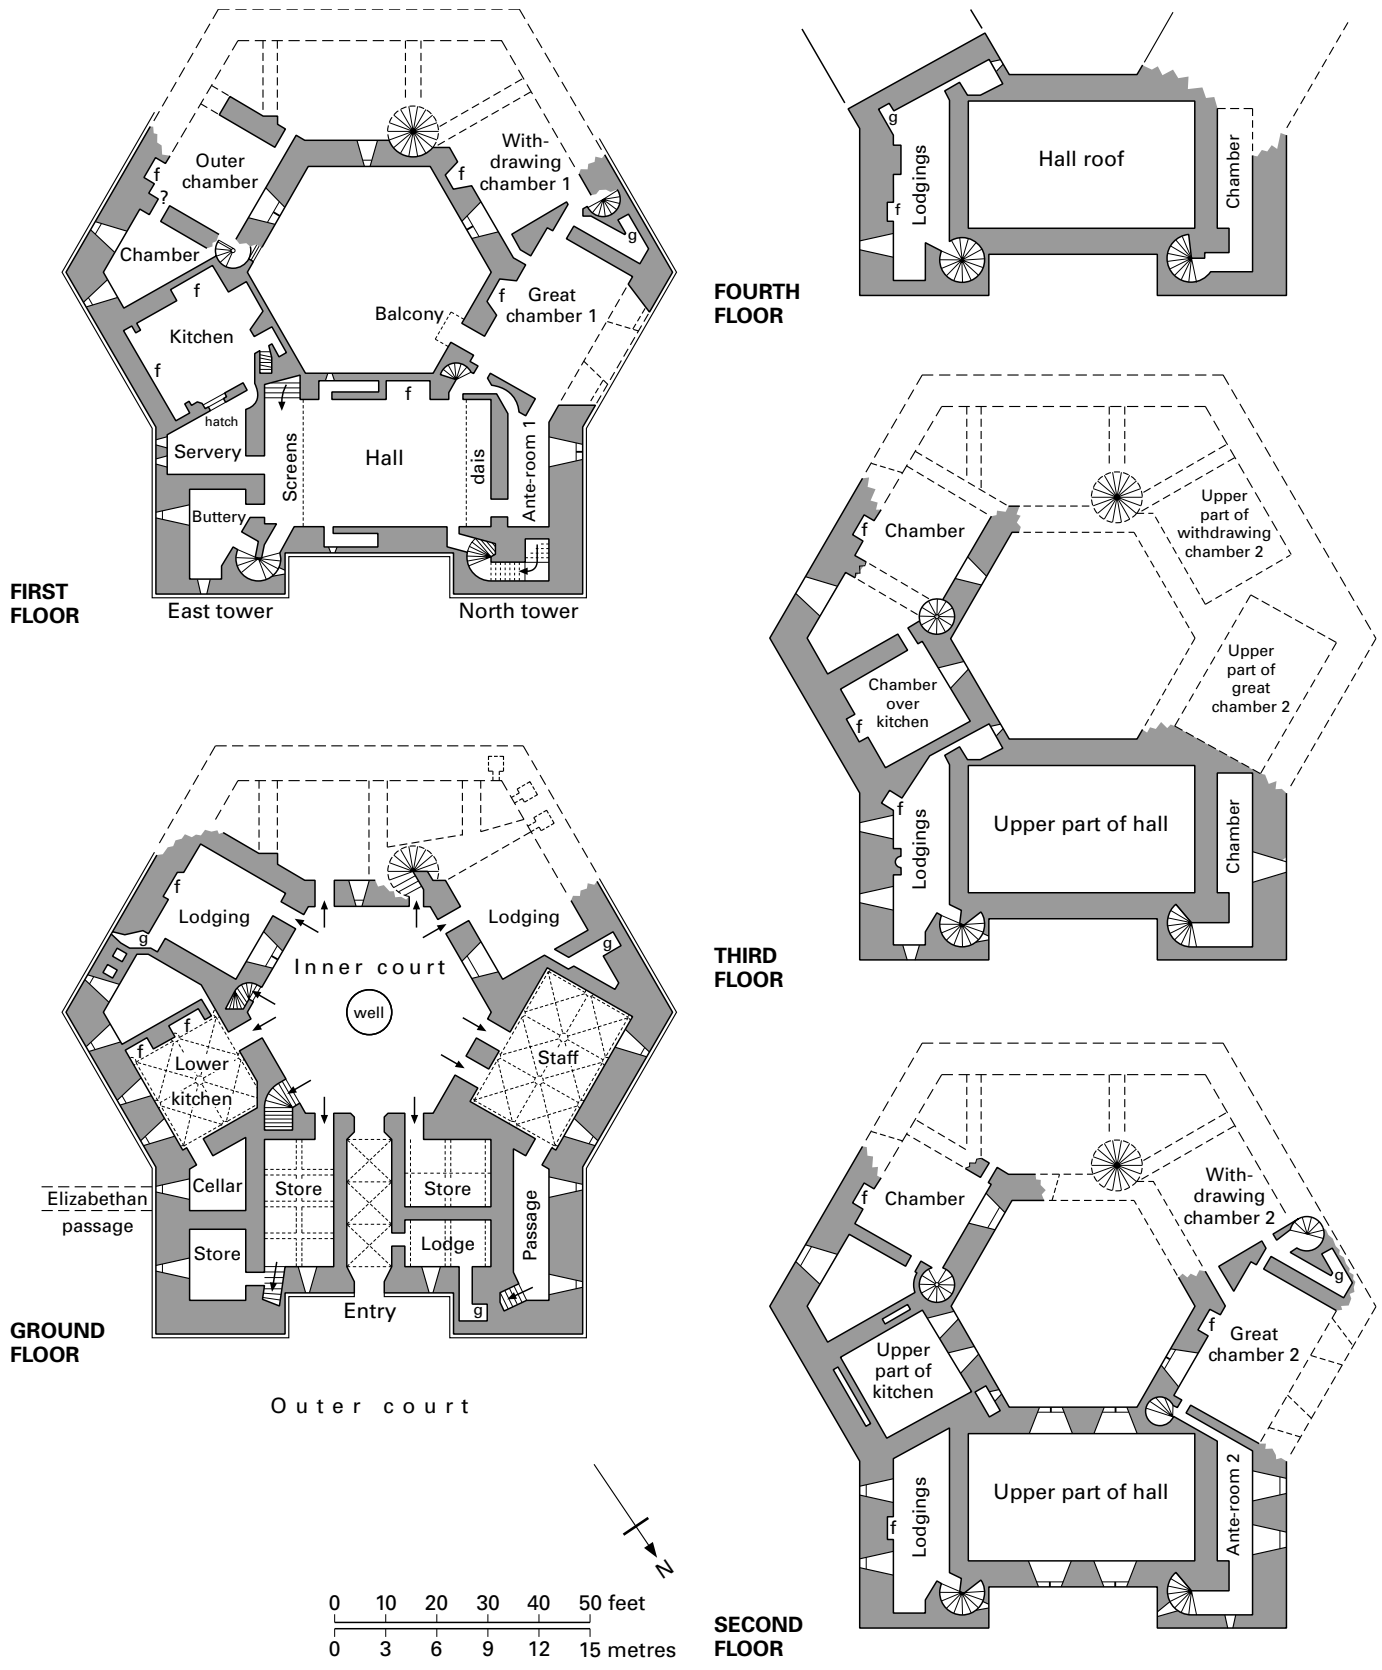 With-
drawing
chamber 1
Outer
chamber
f
f
?
g
Chamber
f
f
Great
chamber 1
Balcony
Kitchen
f
f
hatch
Servery
Screens
Hall
dais
Ante-room 1
Buttery
FIRST
FLOOR
East tower
North tower
g
Hall roof
Lodgings
Chamber
f
FOURTH
FLOOR
Chamber
f
Upper
part of
withdrawing
chamber 2
Upper
part of
great
chamber 2
Chamber
over
kitchen
f
f
Lodgings
Upper part of hall
Chamber
THIRD
FLOOR
f
Lodging
Lodging
g
g
Inner court
well
f
f
Lower
kitchen
Staff
Elizabethan
passage
Cellar
Store
Store
Store
Lodge
Passage
g
Entry
GROUND
FLOOR
Outer court
With-
drawing
chamber 2
Chamber
f
g
f
Great
chamber 2
Upper
part of
kitchen
f
Lodgings
Upper part of hall
Ante-room 2
SECOND
FLOOR
N
0 10 20 30 40 50 feet
0 3 6 9 12 15 metres